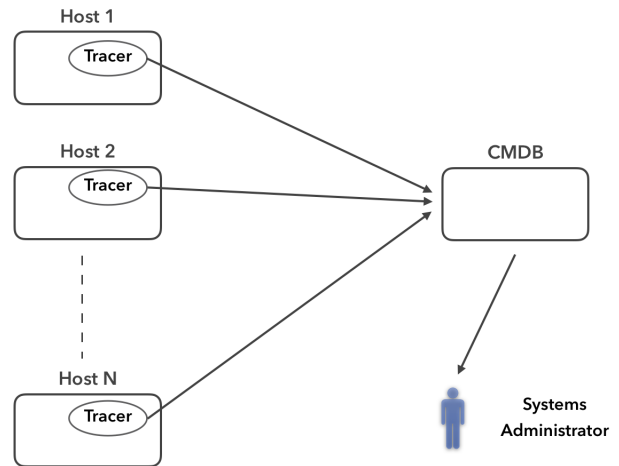 Host 1
Tracer
Host 2
Tracer
CMDB
Host N
Tracer
Systems
Administrator